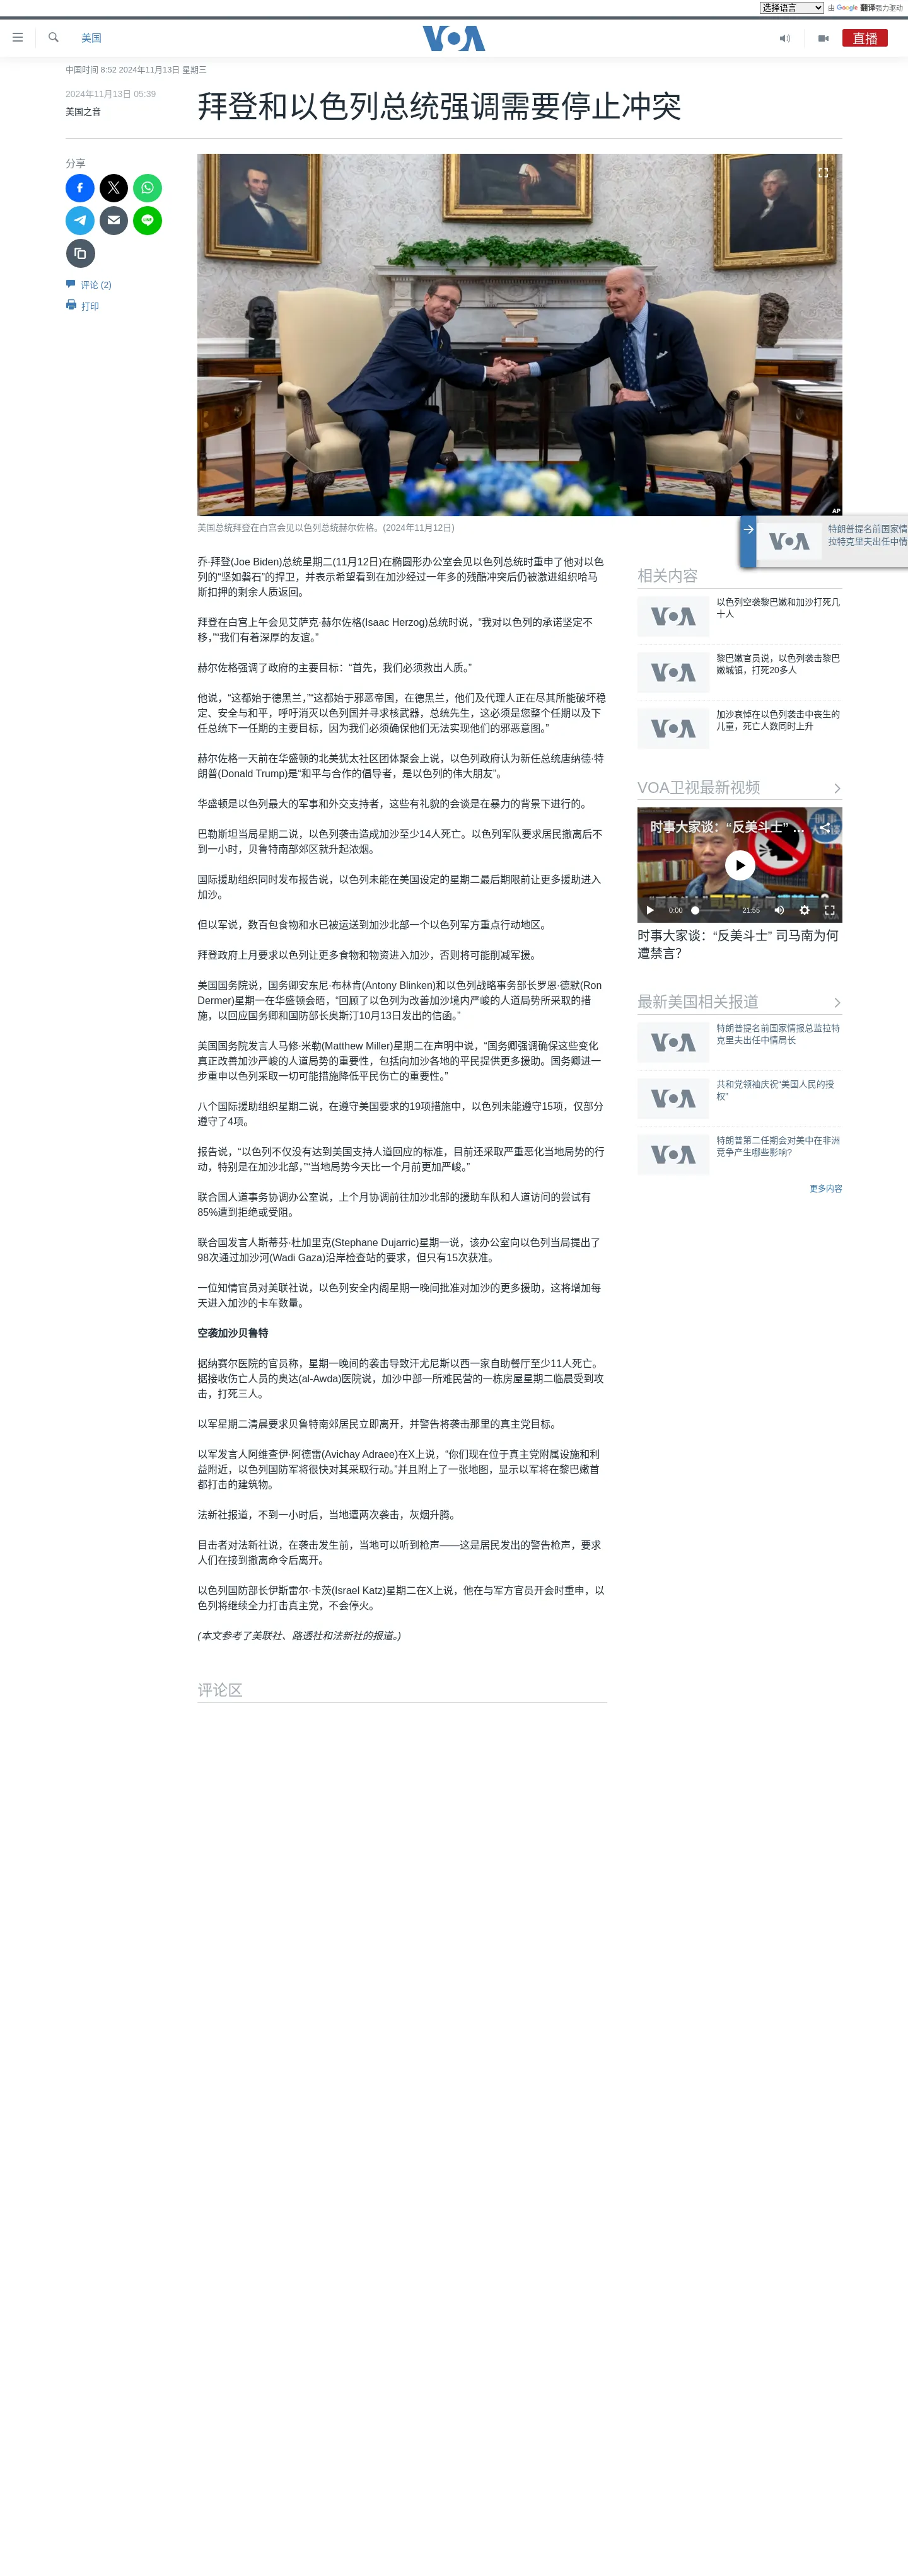 选择语言 由 Google 翻译强力驱动
美国
VOA
直播
中国时间 8:52 2024年11月13日 星期三
2024年11月13日 05:39
美国之音
拜登和以色列总统强调需要停止冲突
分享
评论 (2)
打印
AP
美国总统拜登在白宫会见以色列总统赫尔佐格。(2024年11月12日)
VOA
特朗普提名前国家情
拉特克里夫出任中情
乔·拜登(Joe Biden)总统星期二(11月12日)在椭圆形办公室会见以色列总统时重申了他对以色
列的“坚如磐石”的捍卫，并表示希望看到在加沙经过一年多的残酷冲突后仍被激进组织哈马
斯扣押的剩余人质返回。
拜登在白宫上午会见艾萨克·赫尔佐格(Isaac Herzog)总统时说，“我对以色列的承诺坚定不
移，”“我们有着深厚的友谊。”
赫尔佐格强调了政府的主要目标：“首先，我们必须救出人质。”
他说，“这都始于德黑兰，”“这都始于邪恶帝国，在德黑兰，他们及代理人正在尽其所能破坏稳
定、安全与和平，呼吁消灭以色列国并寻求核武器，总统先生，这必须是您整个任期以及下
任总统下一任期的主要目标，因为我们必须确保他们无法实现他们的邪恶意图。”
赫尔佐格一天前在华盛顿的北美犹太社区团体聚会上说，以色列政府认为新任总统唐纳德·特
朗普(Donald Trump)是“和平与合作的倡导者，是以色列的伟大朋友”。
华盛顿是以色列最大的军事和外交支持者，这些有礼貌的会谈是在暴力的背景下进行的。
巴勒斯坦当局星期二说，以色列袭击造成加沙至少14人死亡。以色列军队要求居民撤离后不
到一小时，贝鲁特南部郊区就升起浓烟。
国际援助组织同时发布报告说，以色列未能在美国设定的星期二最后期限前让更多援助进入
加沙。
但以军说，数百包食物和水已被运送到加沙北部一个以色列军方重点行动地区。
拜登政府上月要求以色列让更多食物和物资进入加沙，否则将可能削减军援。
美国国务院说，国务卿安东尼·布林肯(Antony Blinken)和以色列战略事务部长罗恩·德默(Ron
Dermer)星期一在华盛顿会晤，“回顾了以色列为改善加沙境内严峻的人道局势所采取的措
施，以回应国务卿和国防部长奥斯汀10月13日发出的信函。”
美国国务院发言人马修·米勒(Matthew Miller)星期二在声明中说，“国务卿强调确保这些变化
真正改善加沙严峻的人道局势的重要性，包括向加沙各地的平民提供更多援助。国务卿进一
步重申以色列采取一切可能措施降低平民伤亡的重要性。”
八个国际援助组织星期二说，在遵守美国要求的19项措施中，以色列未能遵守15项，仅部分
遵守了4项。
报告说，“以色列不仅没有达到美国支持人道回应的标准，目前还采取严重恶化当地局势的行
动，特别是在加沙北部，”“当地局势今天比一个月前更加严峻。”
联合国人道事务协调办公室说，上个月协调前往加沙北部的援助车队和人道访问的尝试有
85%遭到拒绝或受阻。
联合国发言人斯蒂芬·杜加里克(Stephane Dujarric)星期一说，该办公室向以色列当局提出了
98次通过加沙河(Wadi Gaza)沿岸检查站的要求，但只有15次获准。
一位知情官员对美联社说，以色列安全内阁星期一晚间批准对加沙的更多援助，这将增加每
天进入加沙的卡车数量。
空袭加沙贝鲁特
据纳赛尔医院的官员称，星期一晚间的袭击导致汗尤尼斯以西一家自助餐厅至少11人死亡。
据接收伤亡人员的奥达(al-Awda)医院说，加沙中部一所难民营的一栋房屋星期二临晨受到攻
击，打死三人。
以军星期二清晨要求贝鲁特南郊居民立即离开，并警告将袭击那里的真主党目标。
以军发言人阿维查伊·阿德雷(Avichay Adraee)在X上说，“你们现在位于真主党附属设施和利
益附近，以色列国防军将很快对其采取行动。”并且附上了一张地图，显示以军将在黎巴嫩首
都打击的建筑物。
法新社报道，不到一小时后，当地遭两次袭击，灰烟升腾。
目击者对法新社说，在袭击发生前，当地可以听到枪声——这是居民发出的警告枪声，要求
人们在接到撤离命令后离开。
以色列国防部长伊斯雷尔·卡茨(Israel Katz)星期二在X上说，他在与军方官员开会时重申，以
色列将继续全力打击真主党，不会停火。
(本文参考了美联社、路透社和法新社的报道。)
评论区
相关内容
VOA
以色列空袭黎巴嫩和加沙打死几
十人
VOA
黎巴嫩官员说，以色列袭击黎巴
嫩城镇，打死20多人
VOA
加沙哀悼在以色列袭击中丧生的
儿童，死亡人数同时上升
VOA卫视最新视频
时事大家谈：“反美斗士” ...
0:00
21:55
时事大家谈：“反美斗士” 司马南为何
遭禁言？
最新美国相关报道
VOA
特朗普提名前国家情报总监拉特
克里夫出任中情局长
VOA
共和党领袖庆祝“美国人民的授
权”
VOA
特朗普第二任期会对美中在非洲
竞争产生哪些影响?
更多内容